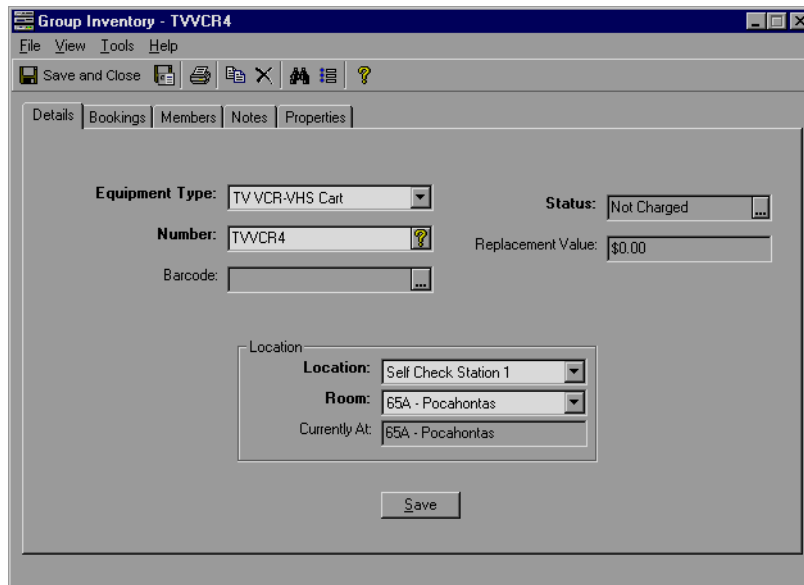 Group Inventory - TVVCR4
File View Tools Help
Save and Close
Details Bookings Members Notes Properties
Equipment Type: TV VCR-VHS Cart
Status: Not Charged ...
Number: TVVCR4
Replacement Value: $0.00
Barcode: ...
Location
Location: Self Check Station 1
Room: 65A - Pocahontas
Currently At: 65A - Pocahontas
Save